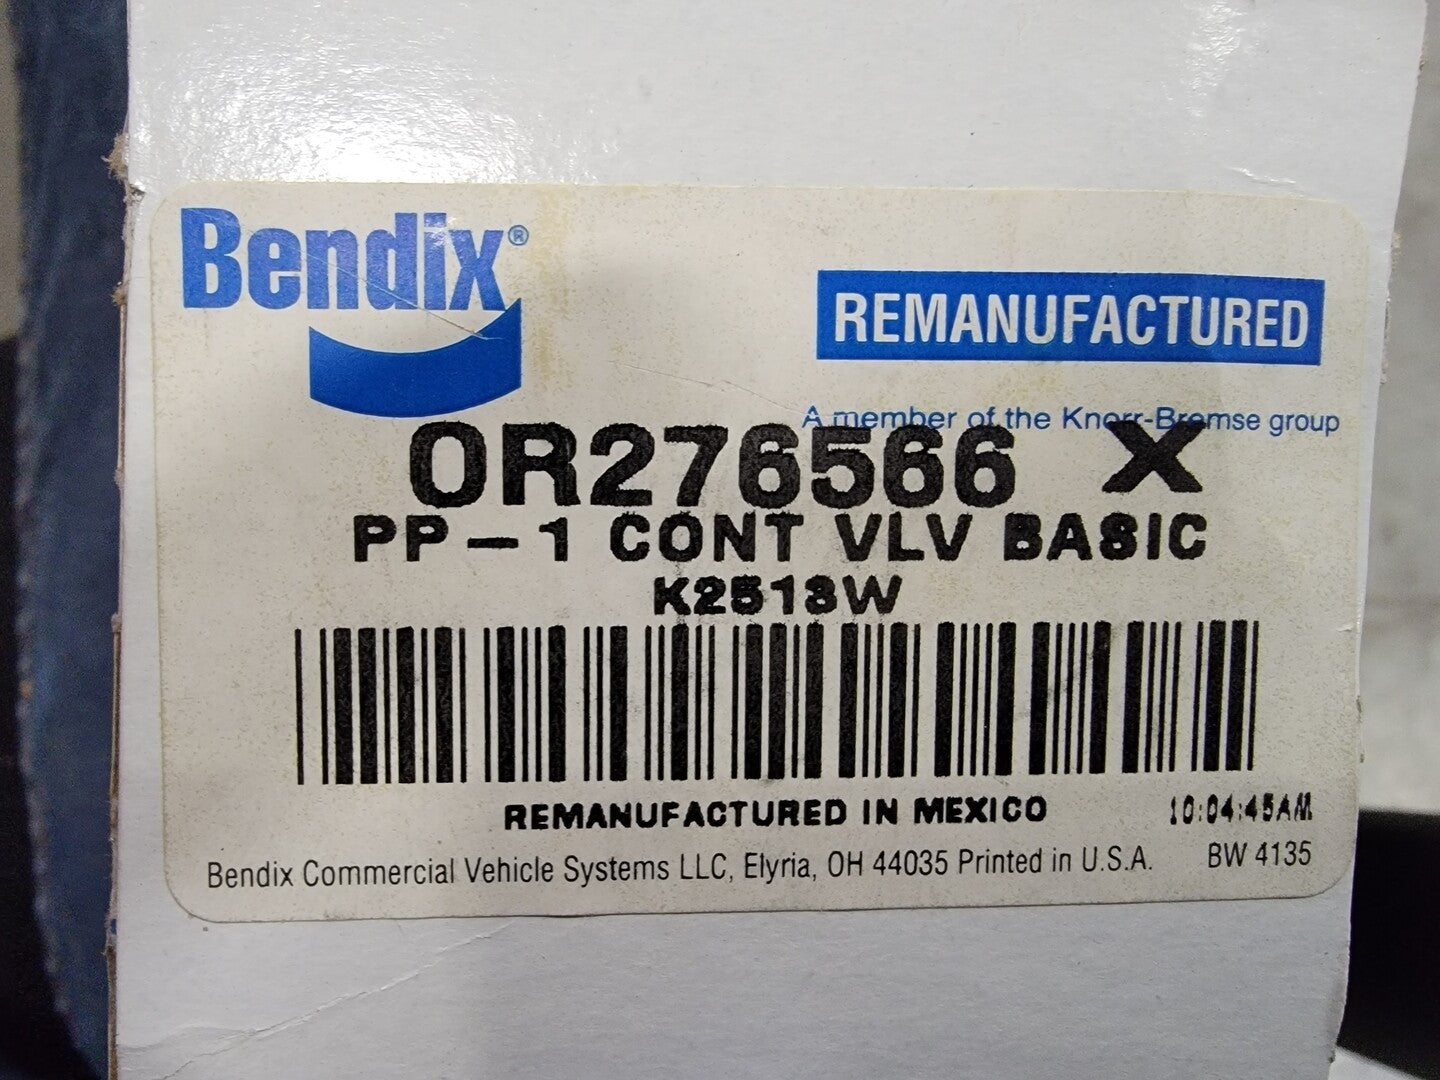 Bendix®
REMANUFACTURED
A member of the Knorr-Bremse group
OR276566 X
PP-1 CONT VLV BASIC
K2513W
REMANUFACTURED IN MEXICO
10:04:45AM
Bendix Commercial Vehicle Systems LLC, Elyria, OH 44035 Printed in U.S.A.
BW 4135